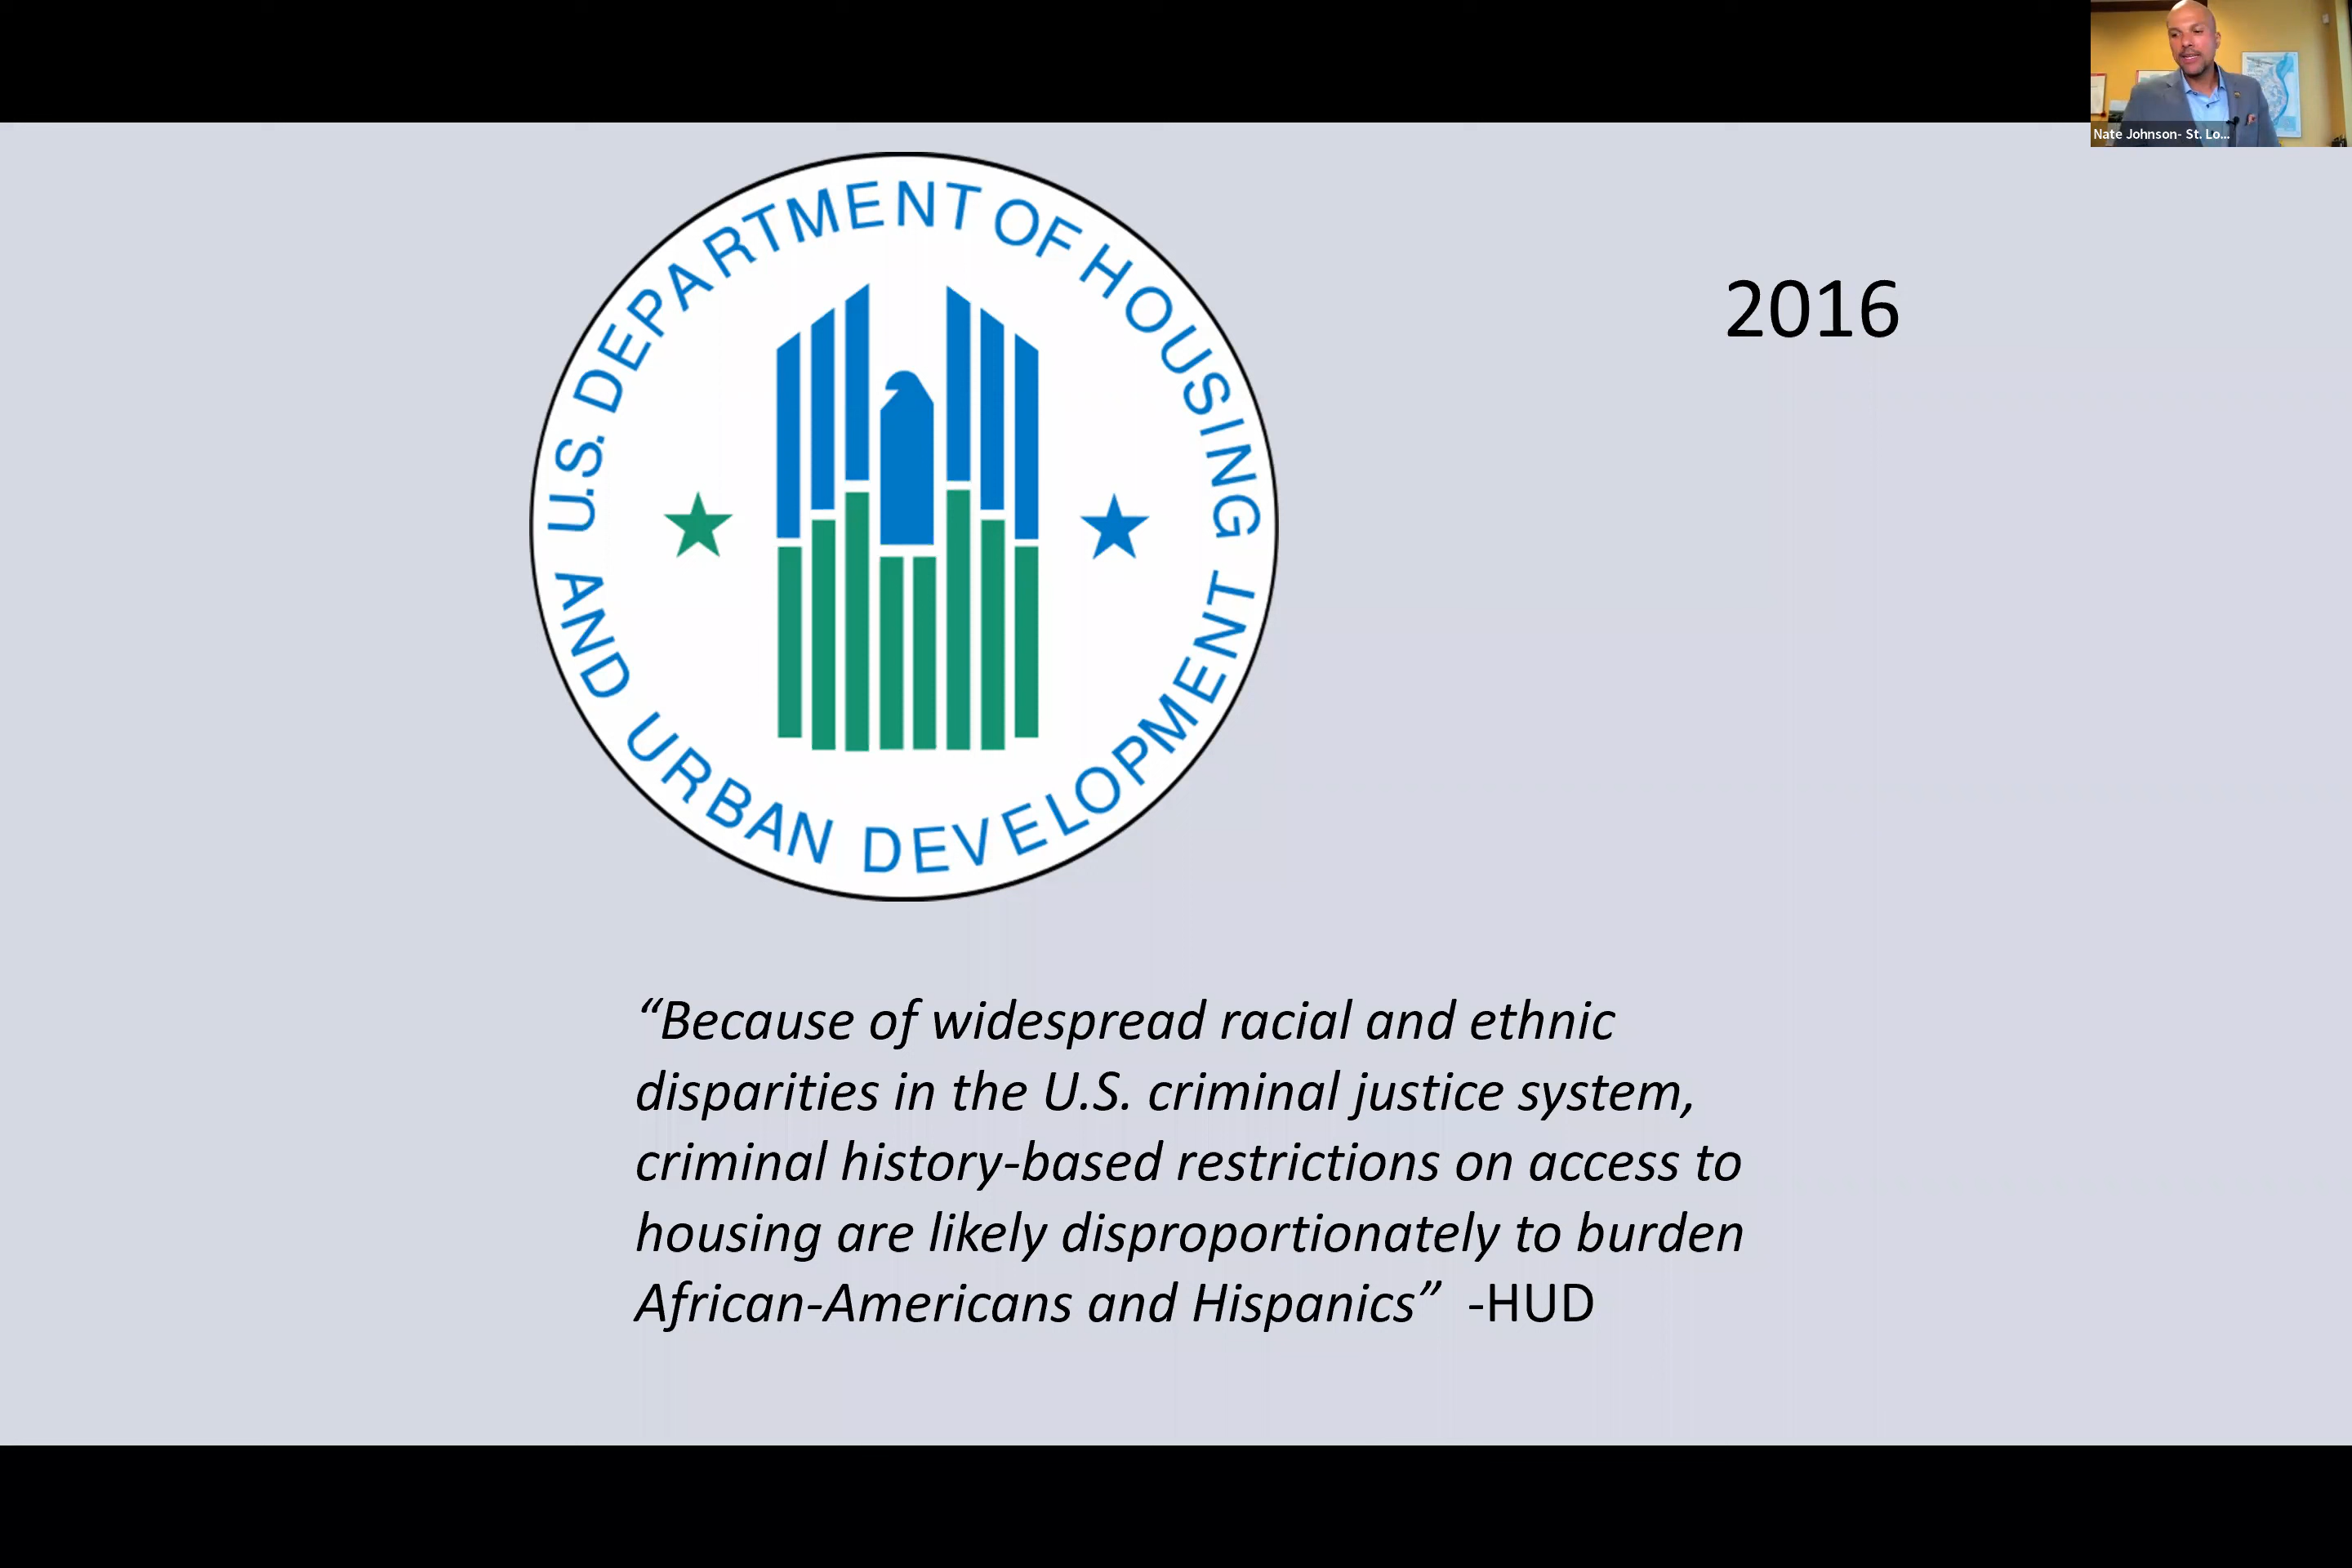 Nate Johnson- St. Lo...
U.S. DEPARTMENT OF HOUSING
AND URBAN DEVELOPMENT
2016
“Because of widespread racial and ethnic
disparities in the U.S. criminal justice system,
criminal history-based restrictions on access to
housing are likely disproportionately to burden
African-Americans and Hispanics” -HUD